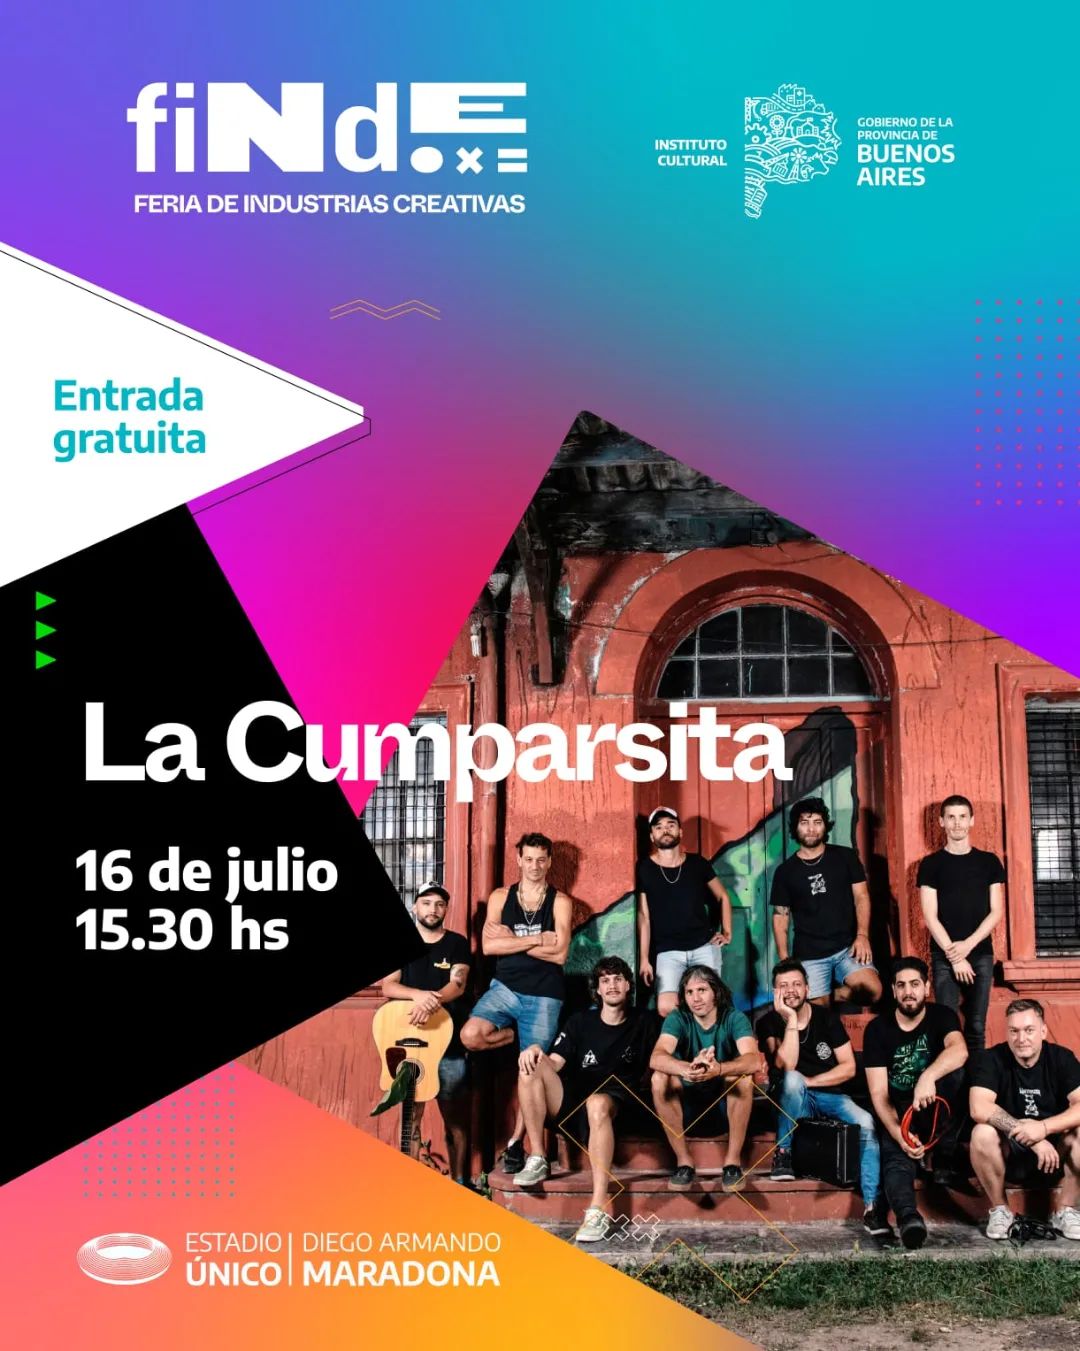 fiNdE
FERIA DE INDUSTRIAS CREATIVAS
INSTITUTO
CULTURAL
GOBIERNO DE LA
PROVINCIA DE
BUENOS
AIRES
Entrada
gratuita
La Cumparsita
16 de julio
15.30 hs
ESTADIO
ÚNICO
DIEGO ARMANDO
MARADONA